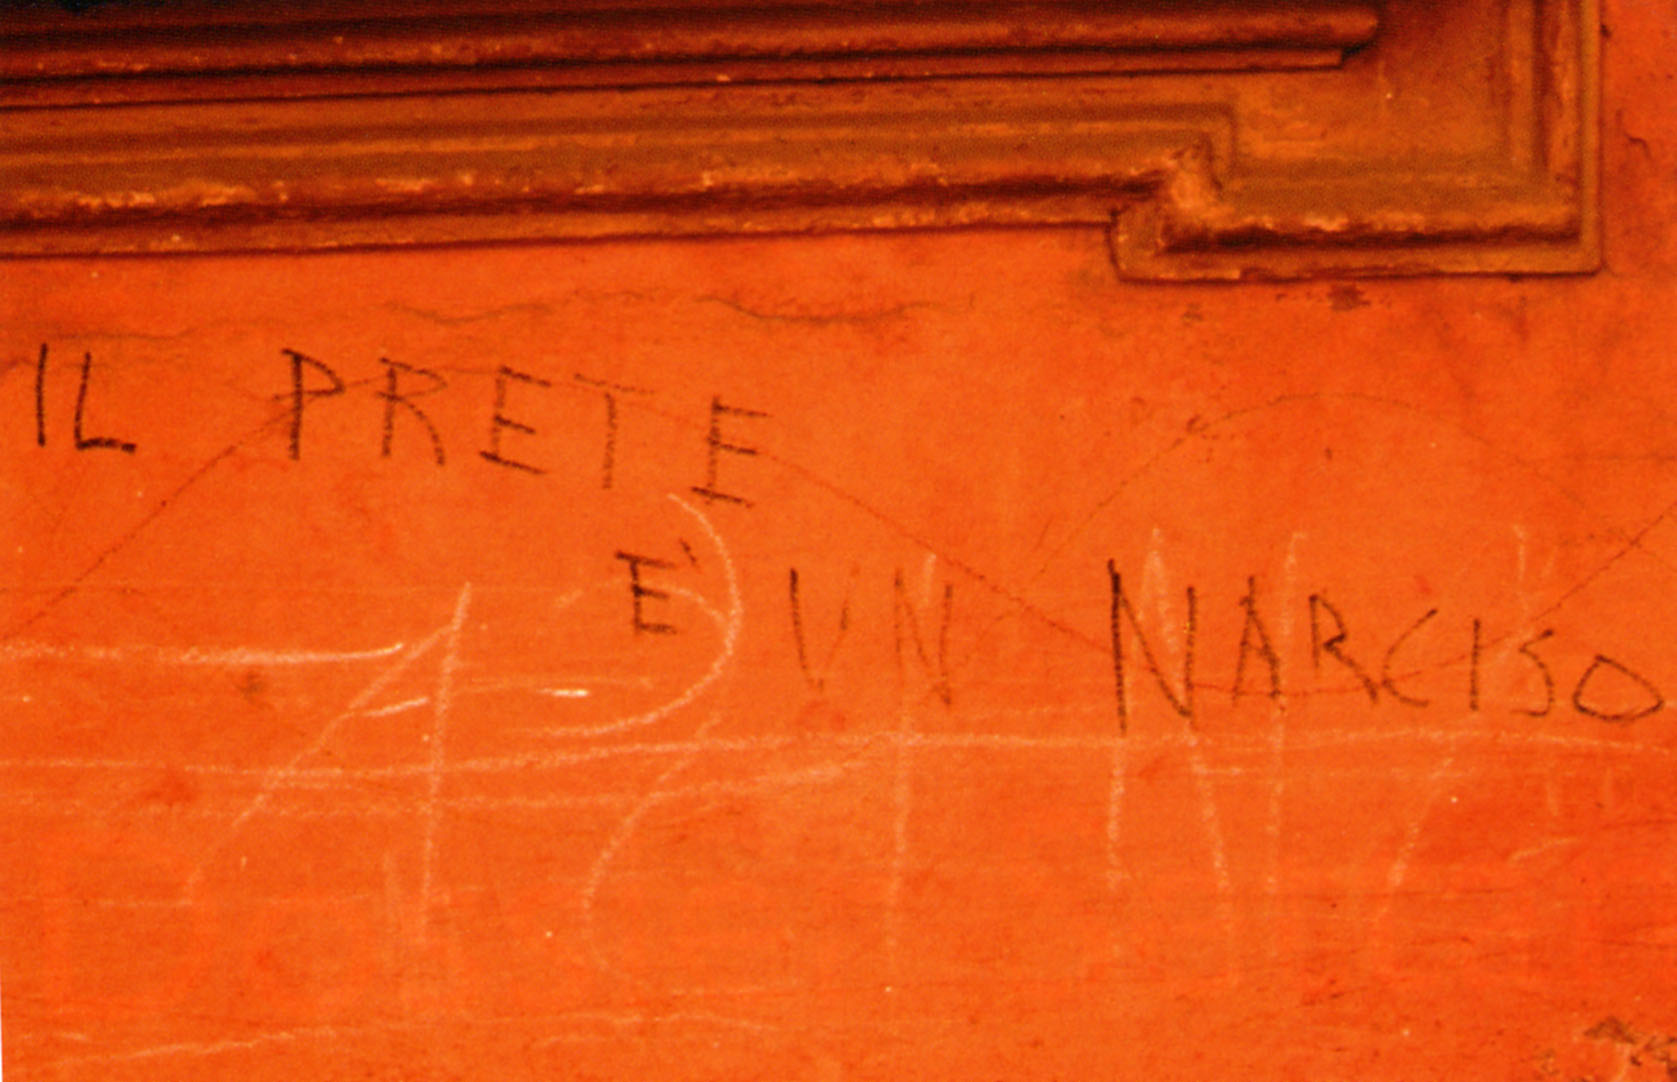 IL PRETE
E' UN NARCISO